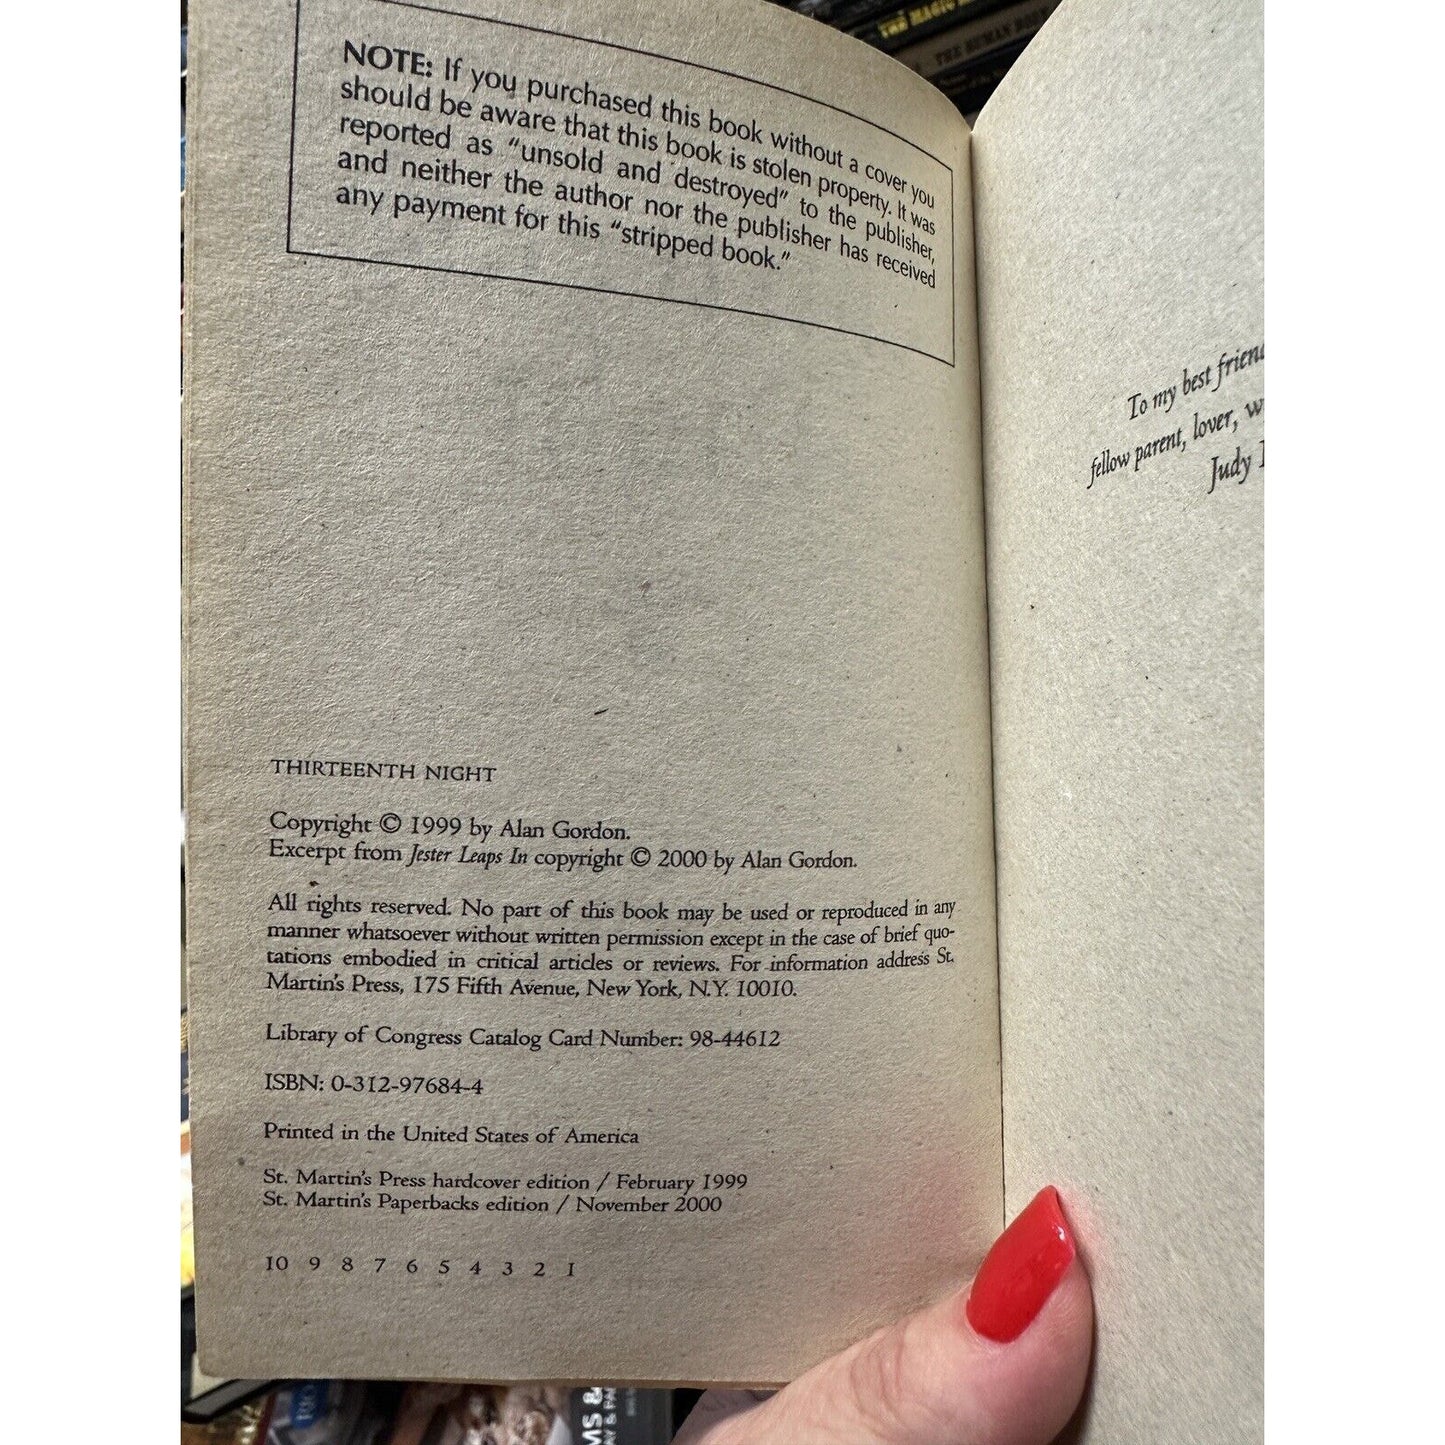 NOTE: If you purchased this book without a cover you
should be aware that this book is stolen property. It was
reported as "unsold and destroyed" to the publisher,
and neither the author nor the publisher has received
any payment for this "stripped book."
THIRTEENTH NIGHT
Copyright © 1999 by Alan Gordon.
Excerpt from Jester Leaps In copyright © 2000 by Alan Gordon.
All rights reserved. No part of this book may be used or reproduced in any
manner whatsoever without written permission except in the case of brief quo-
tations embodied in critical articles or reviews. For information address St.
Martin's Press, 175 Fifth Avenue, New York, N.Y. 10010.
Library of Congress Catalog Card Number: 98-44612
ISBN: 0-312-97684-4
Printed in the United States of America
St. Martin's Press hardcover edition / February 1999
St. Martin's Paperbacks edition / November 2000
10 9 8 7 6 5 4 3 2 1
To my best
fellow parent, lover,
Judy
THE MAGIC
THE HUMAN